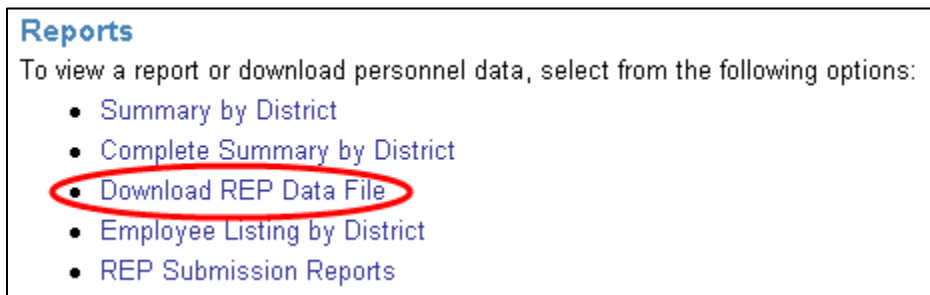 Reports
To view a report or download personnel data, select from the following options:
• Summary by District
• Complete Summary by District
• Download REP Data File
• Employee Listing by District
• REP Submission Reports